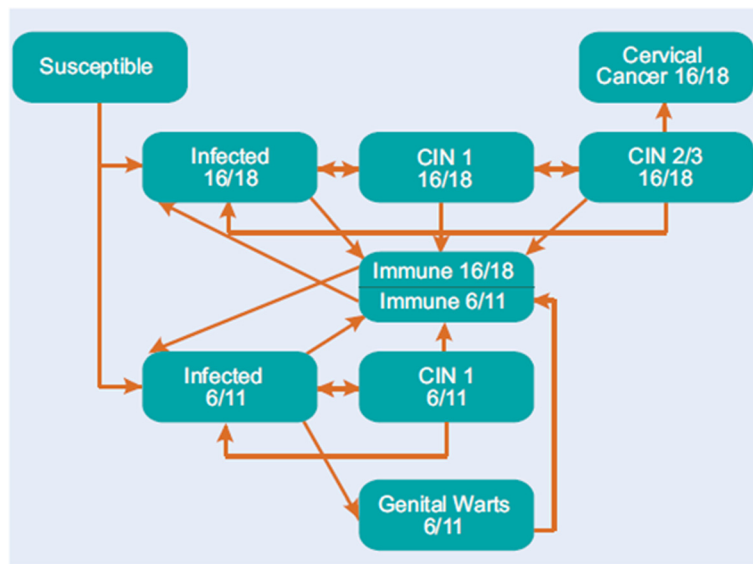 Susceptible
Cervical
Cancer 16/18
Infected
16/18
CIN 1
16/18
CIN 2/3
16/18
Immune 16/18
Immune 6/11
Infected
6/11
CIN 1
6/11
Genital Warts
6/11